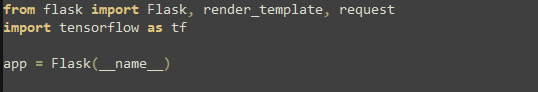 from flask import Flask, render_template, request
import tensorflow as tf
app = Flask(__name__)